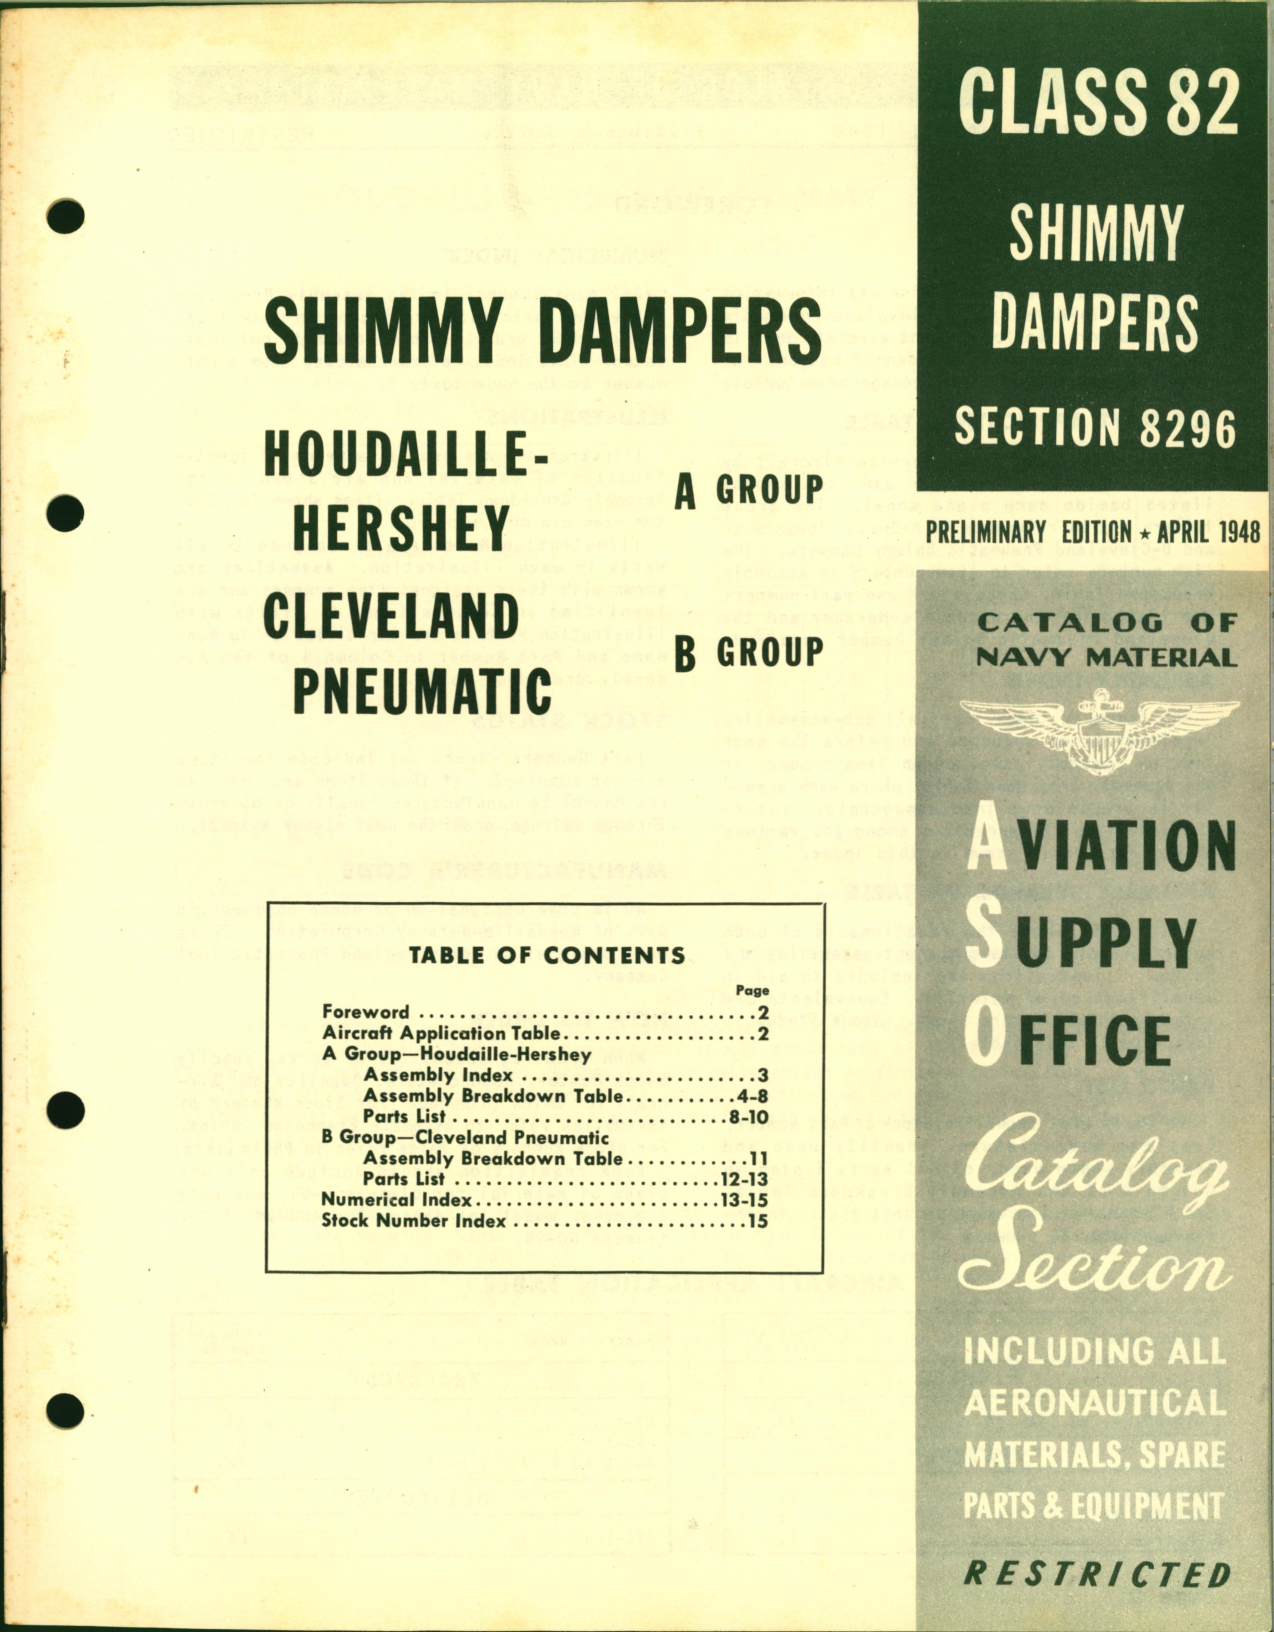 SHIMMY DAMPERS
HOUDAILLE-
HERSHEY
A GROUP
CLEVELAND
PNEUMATIC
B GROUP
TABLE OF CONTENTS
Page
Foreword ................................2
Aircraft Application Table...................2
A Group—Houdaille-Hershey
Assembly Index .......................3
Assembly Breakdown Table...........4-8
Parts List ...........................8-10
B Group—Cleveland Pneumatic
Assembly Breakdown Table............11
Parts List ..........................12-13
Numerical Index........................13-15
Stock Number Index .......................15
CLASS 82
SHIMMY
DAMPERS
SECTION 8296
PRELIMINARY EDITION ★ APRIL 1948
CATALOG OF
NAVY MATERIAL
AVIATION
SUPPLY
OFFICE
Catalog
Section
INCLUDING ALL
AERONAUTICAL
MATERIALS, SPARE
PARTS & EQUIPMENT
RESTRICTED